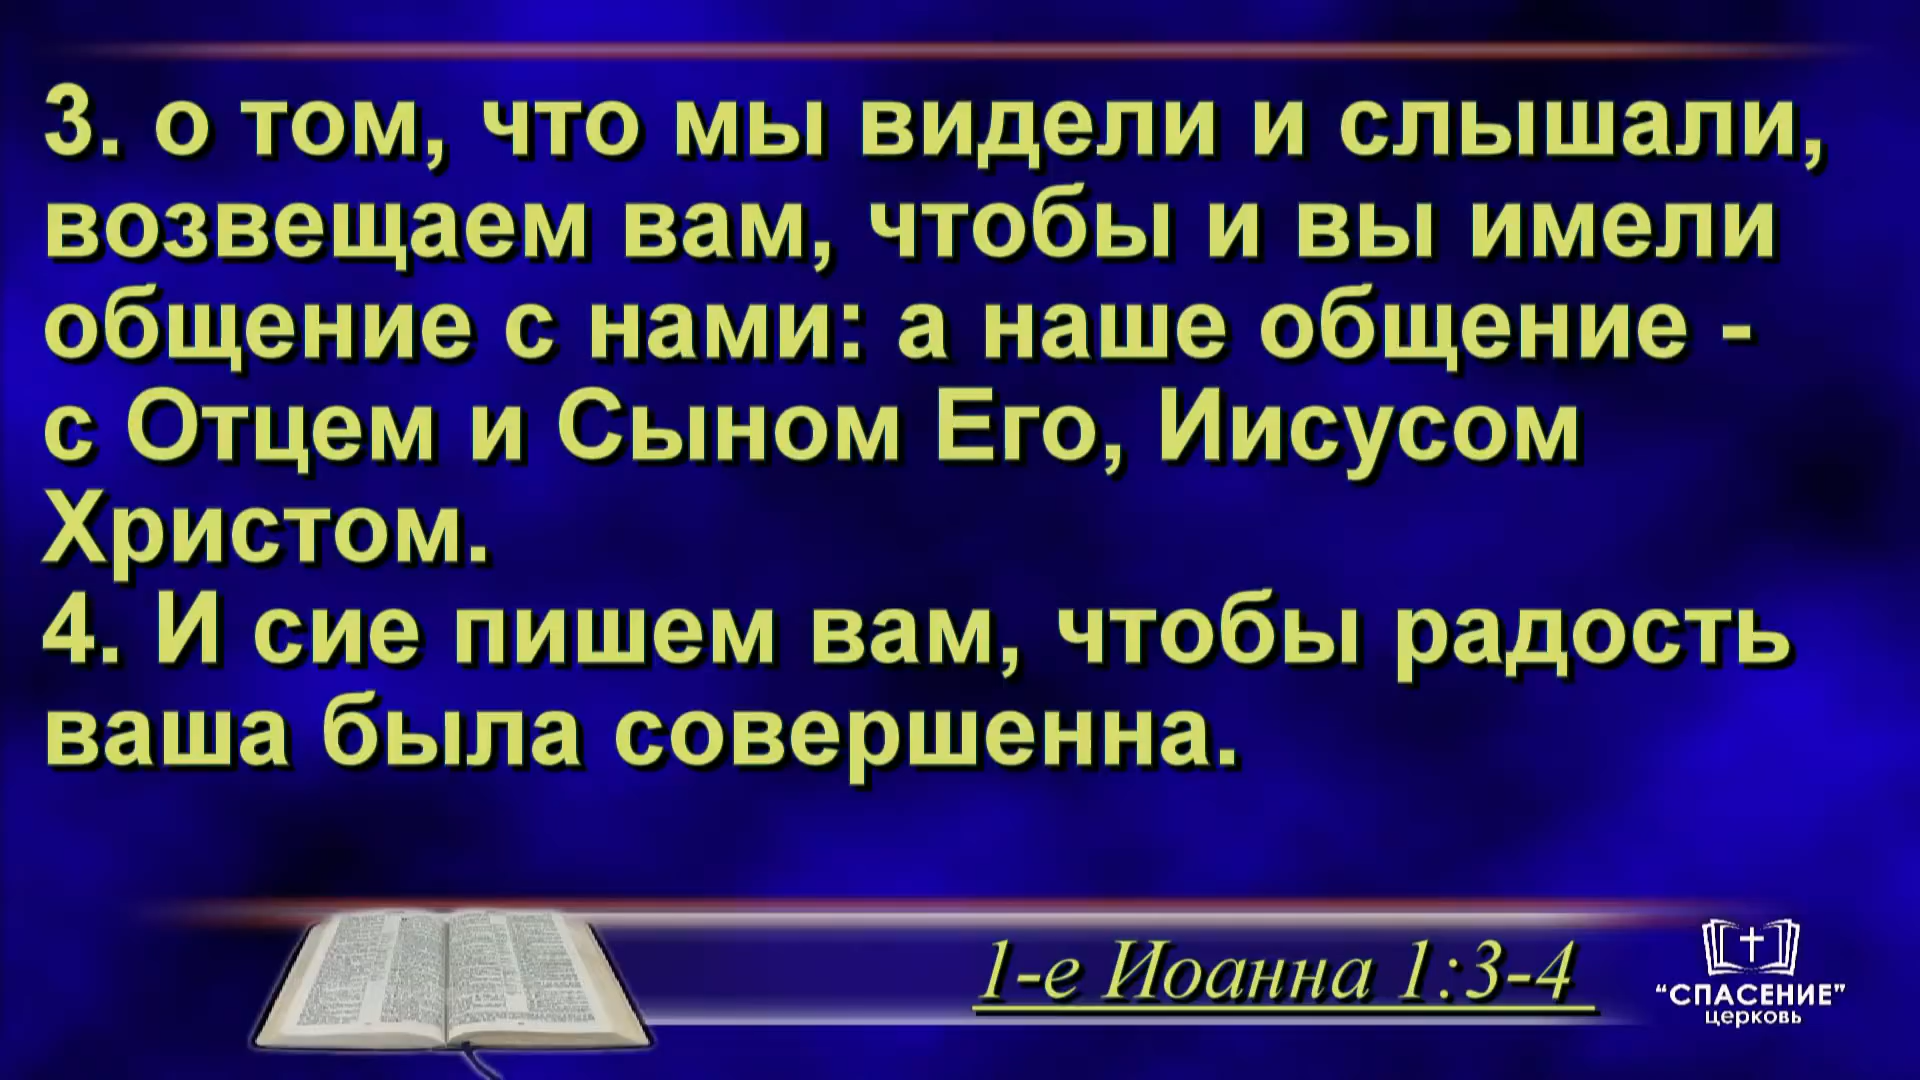 3. о том, что мы видели и слышали,
возвещаем вам, чтобы и вы имели
общение с нами: а наше общение -
с Отцем и Сыном Его, Иисусом
Христом.
4. И сие пишем вам, чтобы радость
ваша была совершенна.
1-е Иоанна 1:3-4
“СПАСЕНИЕ”
церковь